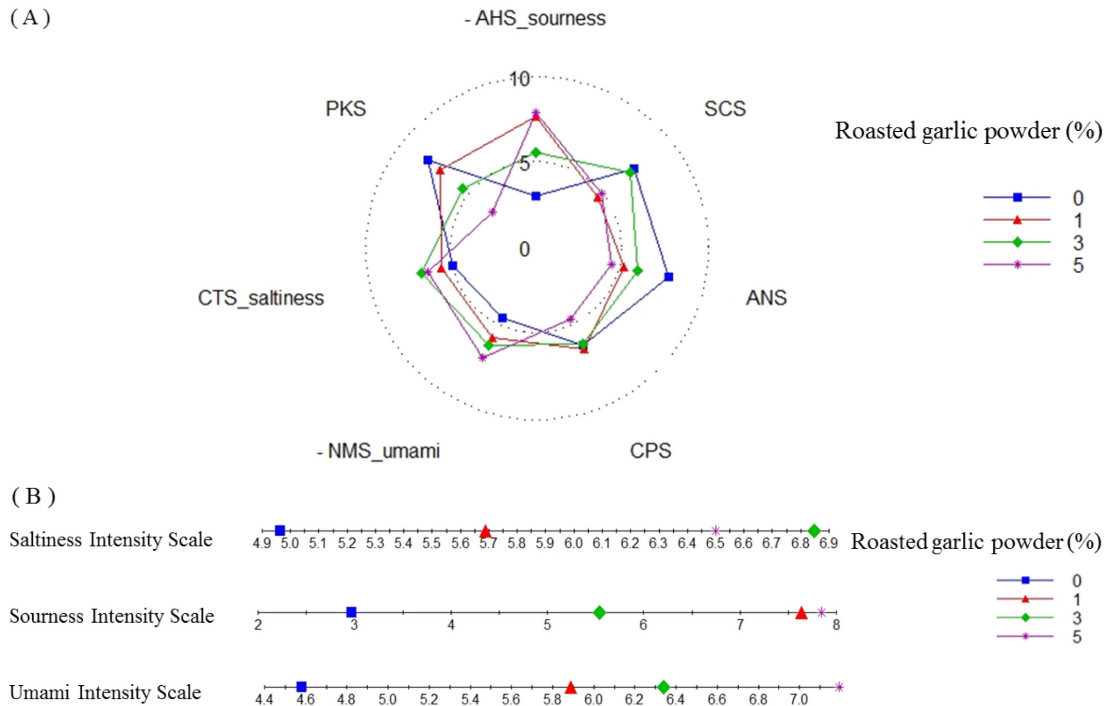 ( A )
- AHS_sourness
10
PKS
SCS
Roasted garlic powder (%)
5
0
0
1
3
5
CTS_saltiness
ANS
- NMS_umami
CPS
( B )
Saltiness Intensity Scale
4.9 5.0 5.1 5.2 5.3 5.4 5.5 5.6 5.7 5.8 5.9 6.0 6.1 6.2 6.3 6.4 6.5 6.6 6.7 6.8 6.9
Roasted garlic powder (%)
0
1
3
5
Sourness Intensity Scale
2 3 4 5 6 7 8
Umami Intensity Scale
4.4 4.6 4.8 5.0 5.2 5.4 5.6 5.8 6.0 6.2 6.4 6.6 6.8 7.0